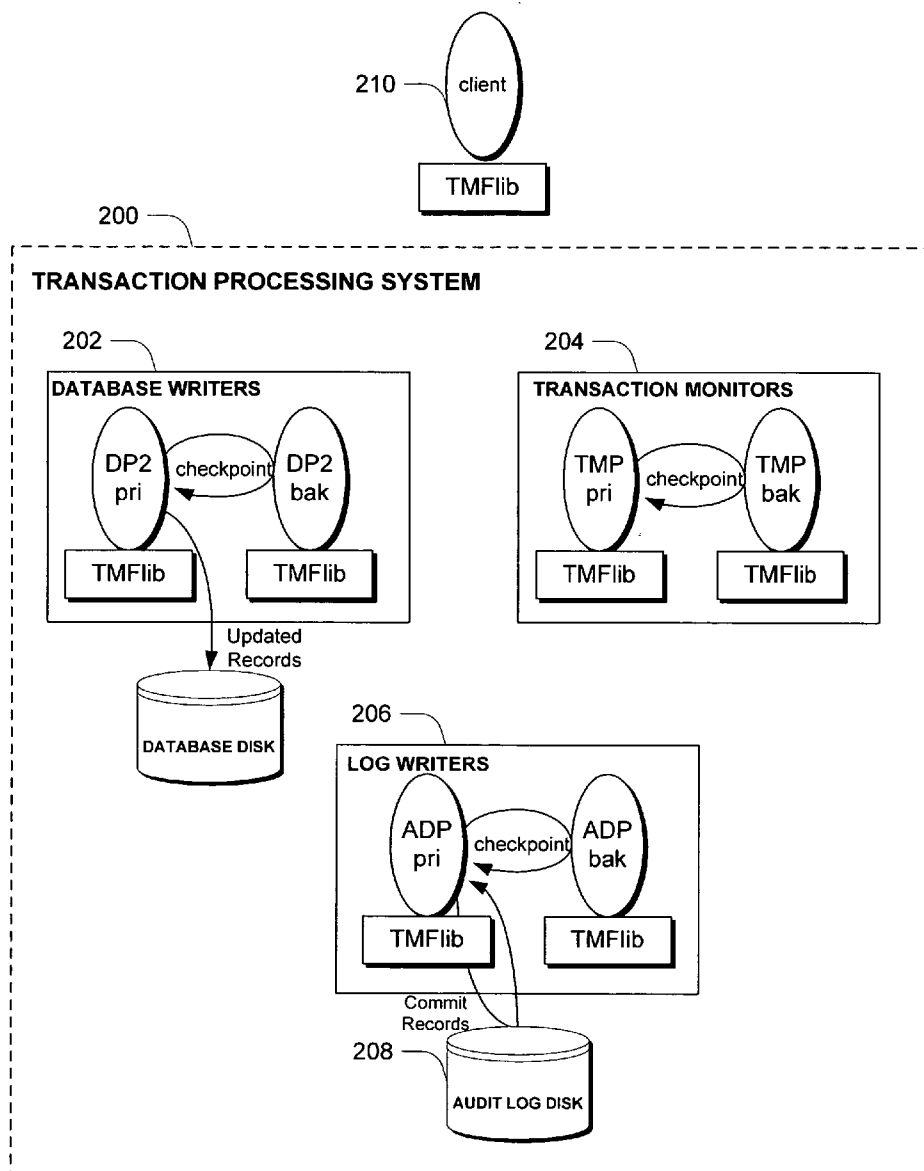 client
210
TMFlib
200
TRANSACTION PROCESSING SYSTEM
202
204
DATABASE WRITERS
TRANSACTION MONITORS
DP2
pri
checkpoint
DP2
bak
TMP
pri
checkpoint
TMP
bak
TMFlib
TMFlib
TMFlib
TMFlib
Updated
Records
DATABASE DISK
206
LOG WRITERS
ADP
pri
checkpoint
ADP
bak
TMFlib
TMFlib
Commit
Records
208
AUDIT LOG DISK